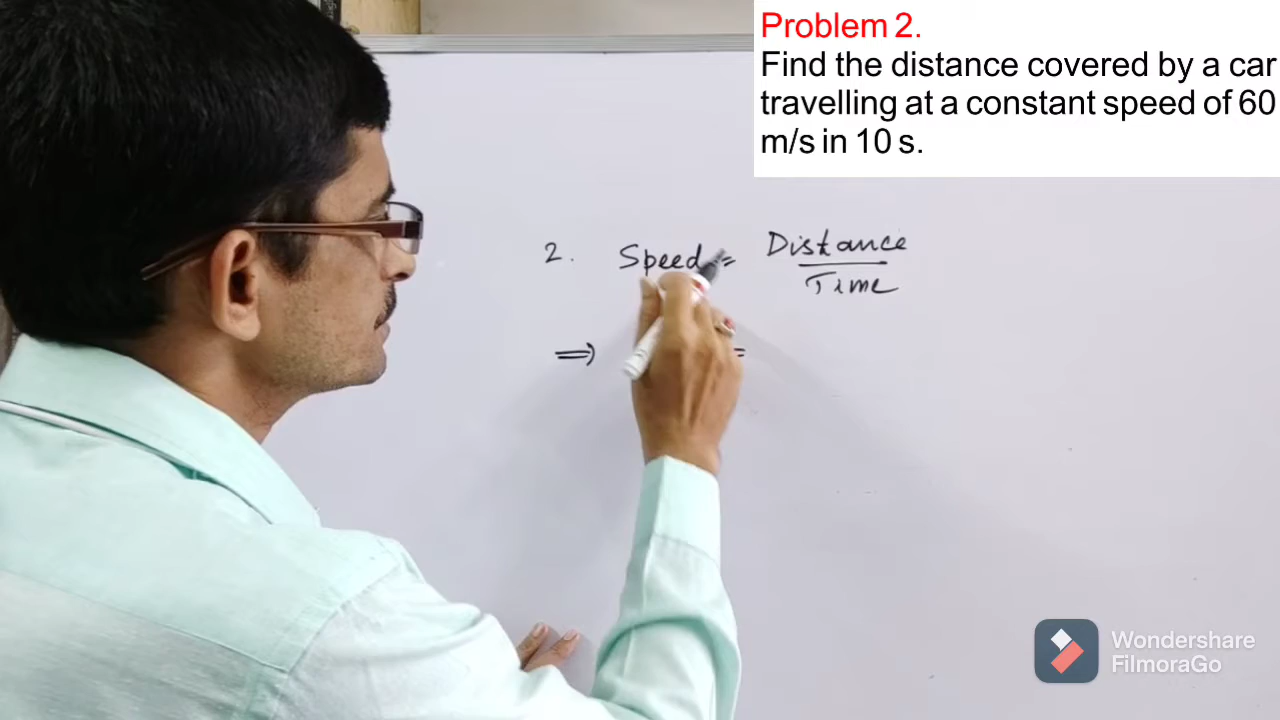 Problem 2.
Find the distance covered by a car
travelling at a constant speed of 60
m/s in 10 s.
2. Speed = Distance
Time
⇒ =
Wondershare
FilmoraGo